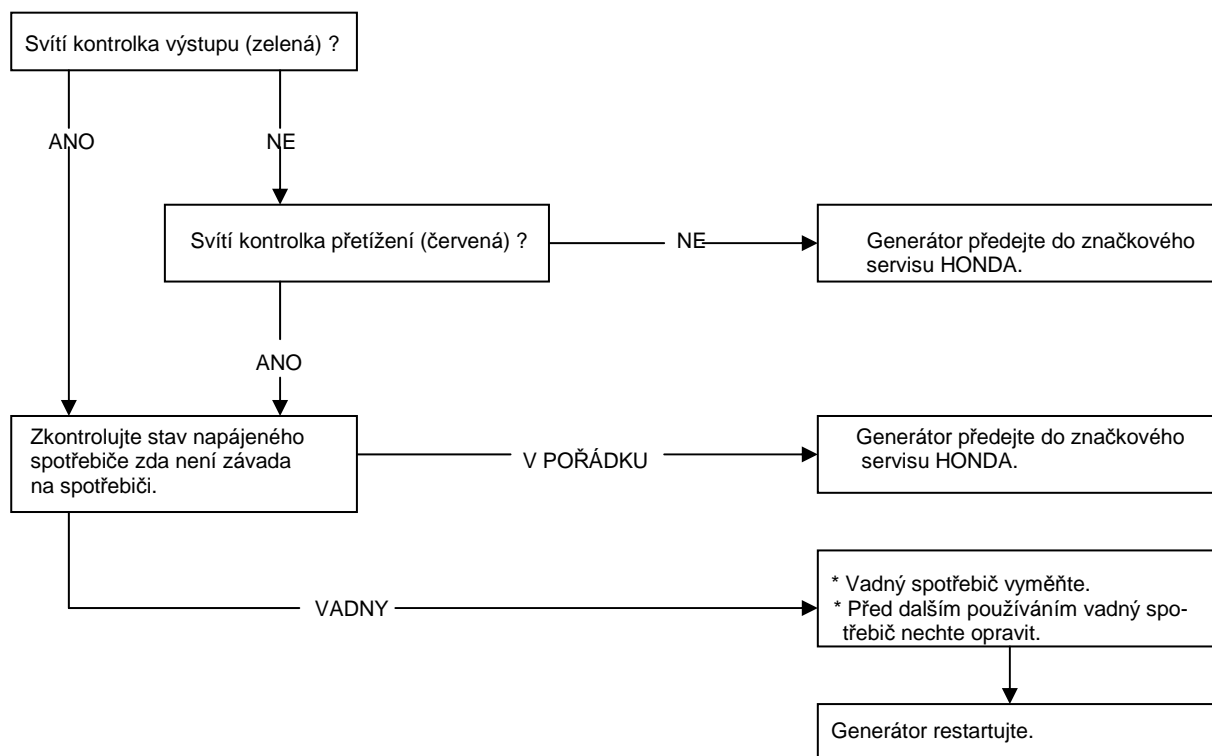 Svítí kontrolka výstupu (zelená) ?
ANO
NE
Svítí kontrolka přetížení (červená) ?
NE
Generátor předejte do značkového
servisu HONDA.
ANO
Zkontrolujte stav napájeného
spotřebiče zda není závada
na spotřebiči.
V POŘÁDKU
Generátor předejte do značkového
servisu HONDA.
VADNY
* Vadný spotřebič vyměňte.
* Před dalším používáním vadný spo-
třebič nechte opravit.
Generátor restartujte.